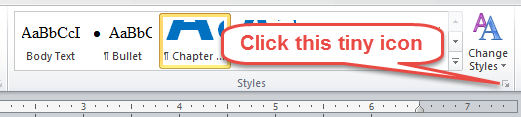 AaBbCcI • AaBbC
Click this tiny icon
Body Text ¶ Bullet ¶ Chapter ...
Change
Styles
Styles
3 4 5 6 7